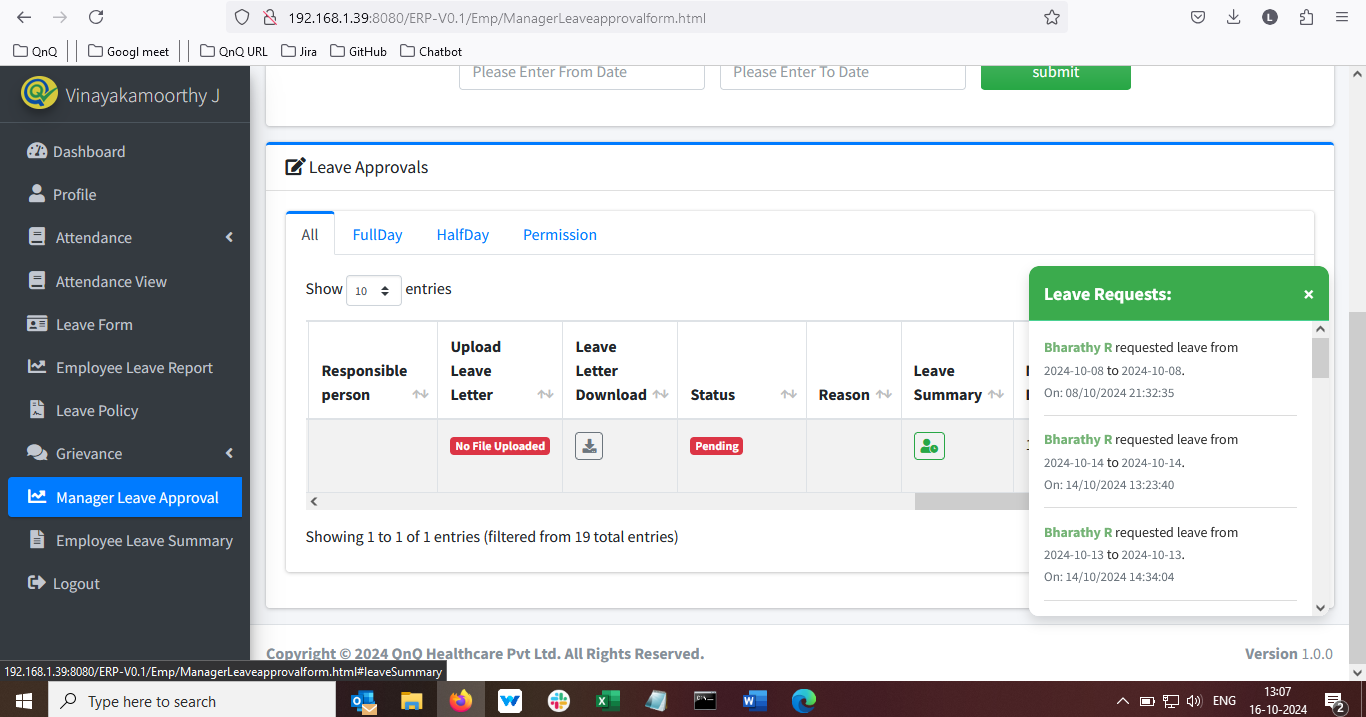 192.168.1.39:8080/ERP-V0.1/Emp/ManagerLeaveapprovalform.html
L
QnQ
Googl meet
QnQ URL
Jira
GitHub
Chatbot
Vinayakamoorthy J
Dashboard
Profile
Attendance
Attendance View
Leave Form
Employee Leave Report
Leave Policy
Grievance
Manager Leave Approval
Employee Leave Summary
Logout
Please Enter From Date
Please Enter To Date
submit
Leave Approvals
All
FullDay
HalfDay
Permission
Show 10 entries
Responsible person
Upload Leave Letter
Leave Letter Download
Status
Reason
Leave Summary
No File Uploaded
Pending
Showing 1 to 1 of 1 entries (filtered from 19 total entries)
Leave Requests:
×
Bharathy R requested leave from
2024-10-08 to 2024-10-08.
On: 08/10/2024 21:32:35
Bharathy R requested leave from
2024-10-14 to 2024-10-14.
On: 14/10/2024 13:23:40
Bharathy R requested leave from
2024-10-13 to 2024-10-13.
On: 14/10/2024 14:34:04
Copyright © 2024 QnQ Healthcare Pvt Ltd. All Rights Reserved.
Version 1.0.0
192.168.1.39:8080/ERP-V0.1/Emp/ManagerLeaveapprovalform.html#leaveSummary
Type here to search
ENG
13:07
16-10-2024
2